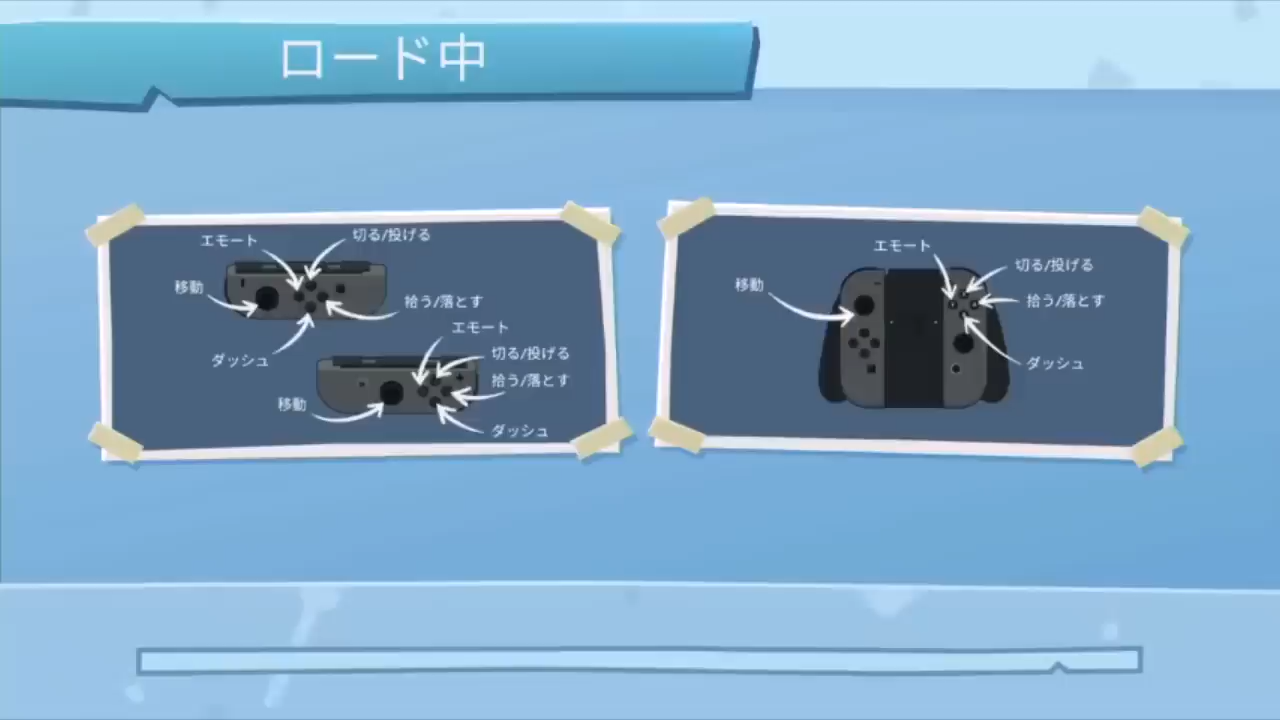 ロード中
エモート
切る/投げる
移動
拾う/落とす
ダッシュ
エモート
切る/投げる
拾う/落とす
移動
ダッシュ
エモート
切る/投げる
移動
拾う/落とす
ダッシュ